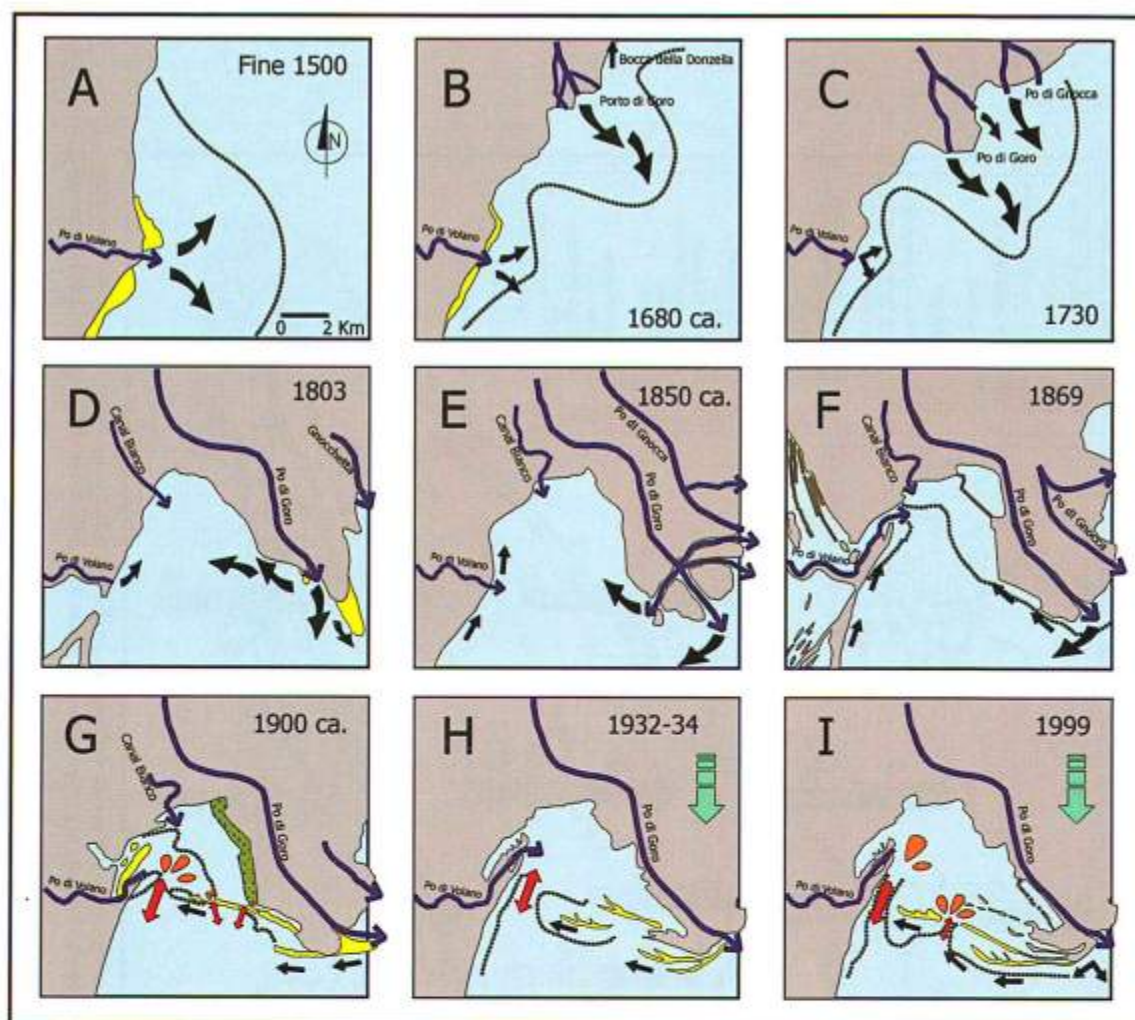 A
Fine 1500
N
Po di Volano
0 2 Km
B
Bocca della Donzella
Porto di Goro
Po di Volano
1680 ca.
C
Po di Gnocca
Po di Goro
Po di Volano
1730
D
1803
Canal Bianco
Gnocchetta
Po di Goro
Po di Volano
E
1850 ca.
Po di Gnocca
Canal Bianco
Po di Goro
Po di Volano
F
1869
Canal Bianco
Po di Goro
Po di Gnocca
Po di Volano
G
1900 ca.
Canal Bianco
Po di Goro
Po di Volano
H
1932-34
Po di Goro
Po di Volano
I
1999
Po di Goro
Po di Volano